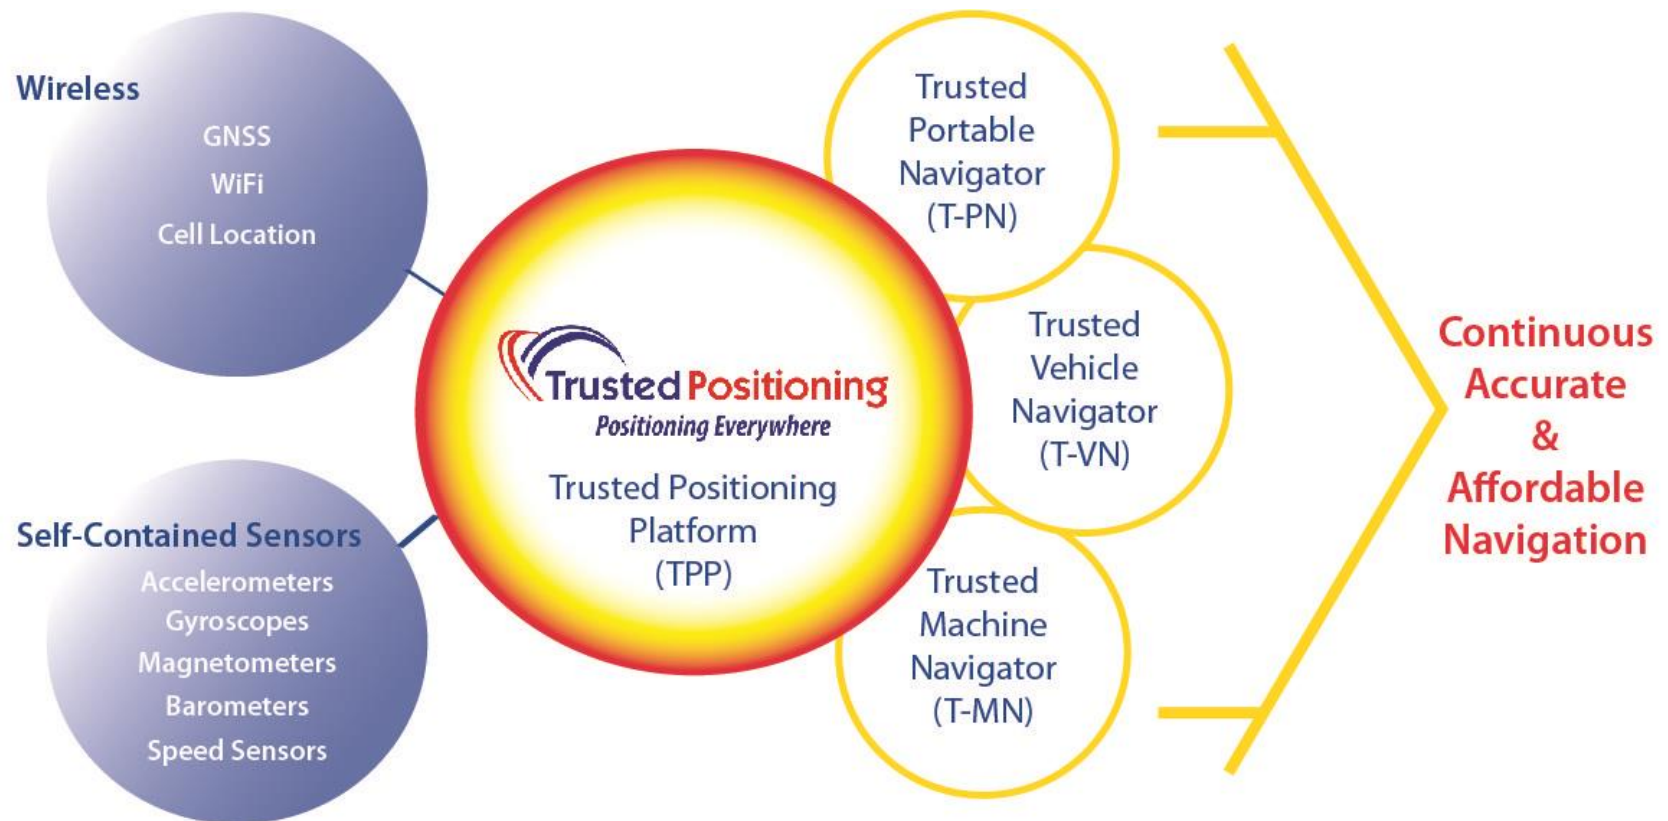 Wireless
GNSS
WiFi
Cell Location
Self-Contained Sensors
Accelerometers
Gyroscopes
Magnetometers
Barometers
Speed Sensors
Trusted Positioning
Positioning Everywhere
Trusted Positioning
Platform
(TPP)
Trusted
Portable
Navigator
(T-PN)
Trusted
Vehicle
Navigator
(T-VN)
Trusted
Machine
Navigator
(T-MN)
Continuous
Accurate
&
Affordable
Navigation